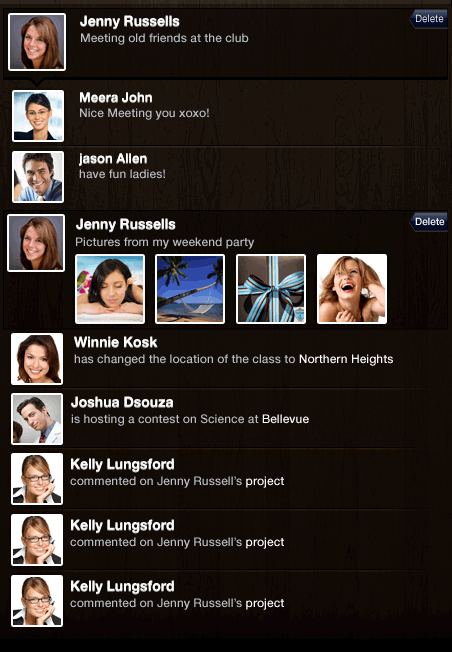 Jenny Russells
Delete
Meeting old friends at the club
Meera John
Nice Meeting you xoxo!
jason Allen
have fun ladies!
Jenny Russells
Delete
Pictures from my weekend party
Winnie Kosk
has changed the location of the class to Northern Heights
Joshua Dsouza
is hosting a contest on Science at Bellevue
Kelly Lungsford
commented on Jenny Russell's project
Kelly Lungsford
commented on Jenny Russell's project
Kelly Lungsford
commented on Jenny Russell's project